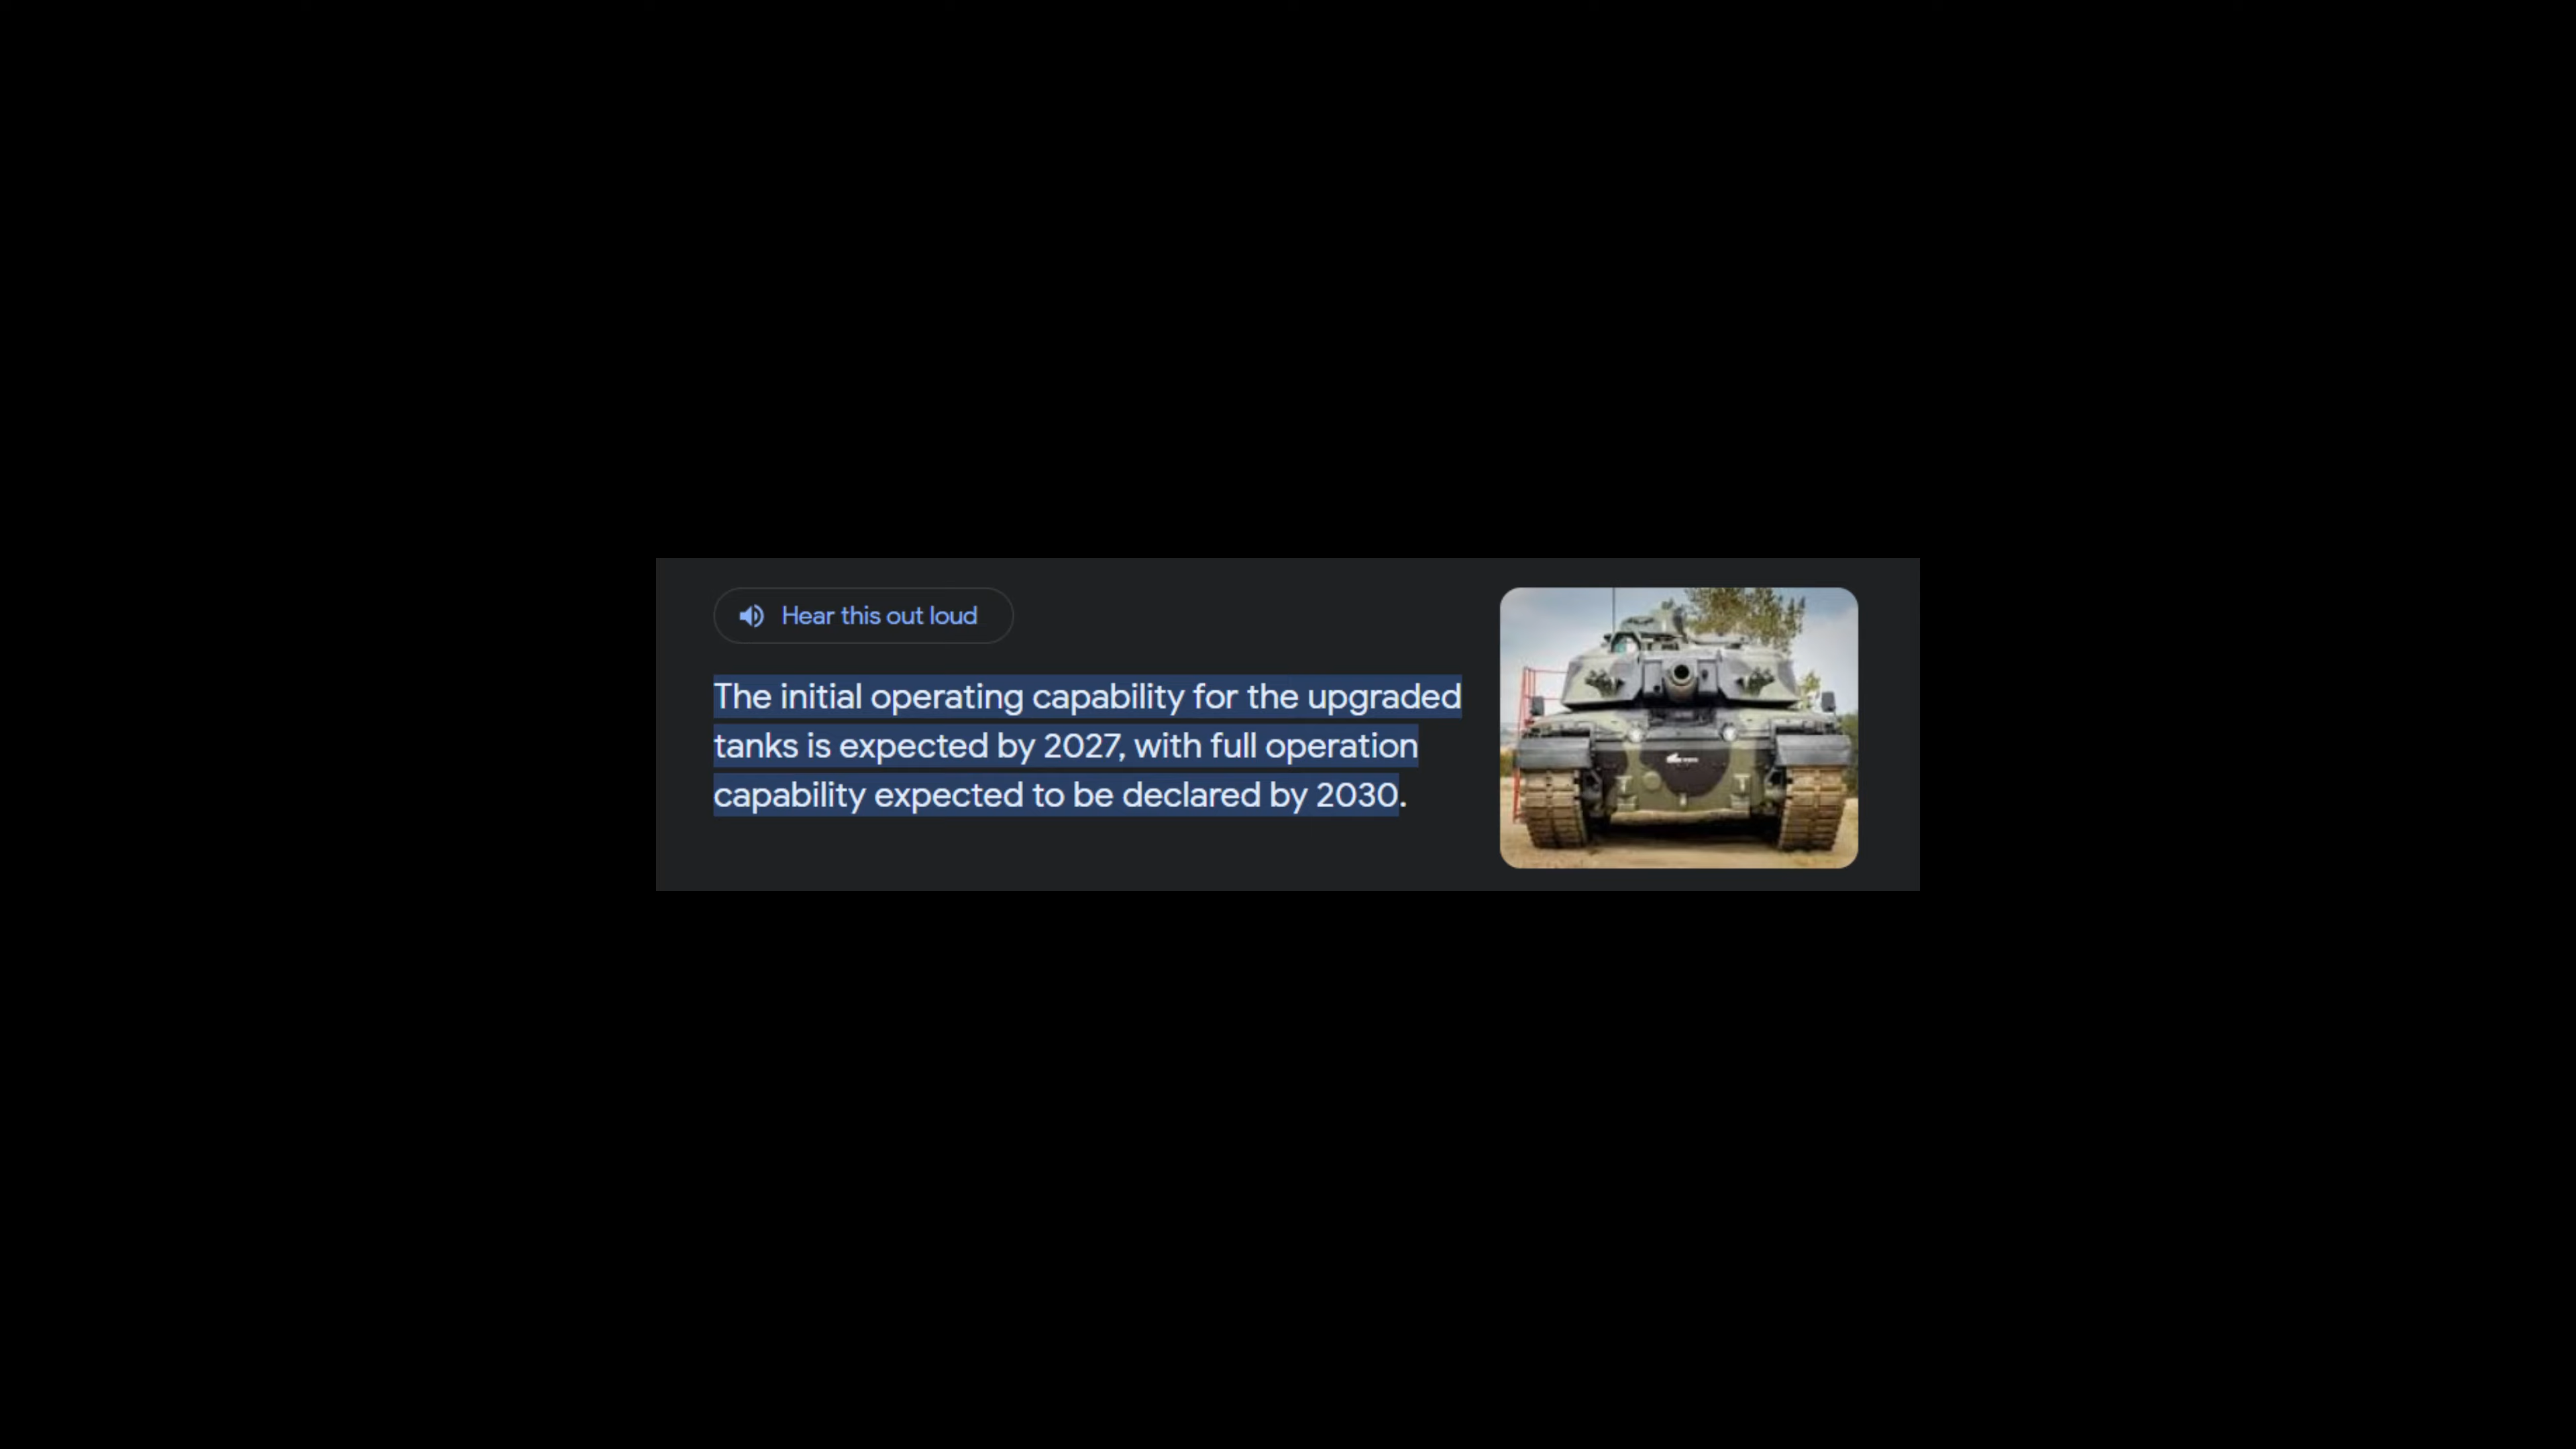 Hear this out loud
The initial operating capability for the upgraded
tanks is expected by 2027, with full operation
capability expected to be declared by 2030.